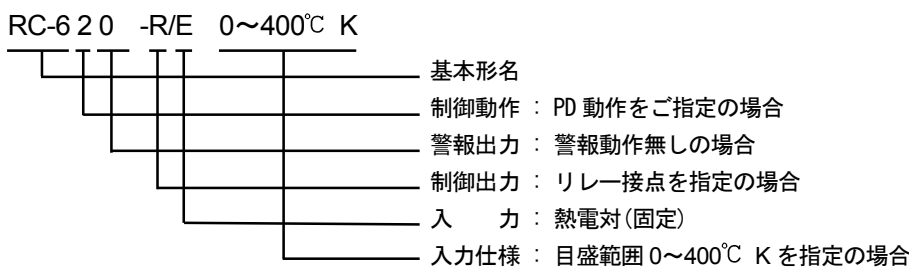 RC-6 2 0 -R/E 0～400℃ K
基本形名
制御動作 : PD 動作をご指定の場合
警報出力 : 警報動作無しの場合
制御出力 : リレー接点を指定の場合
入　　力 : 熱電対(固定)
入力仕様 : 目盛範囲 0～400℃ K を指定の場合